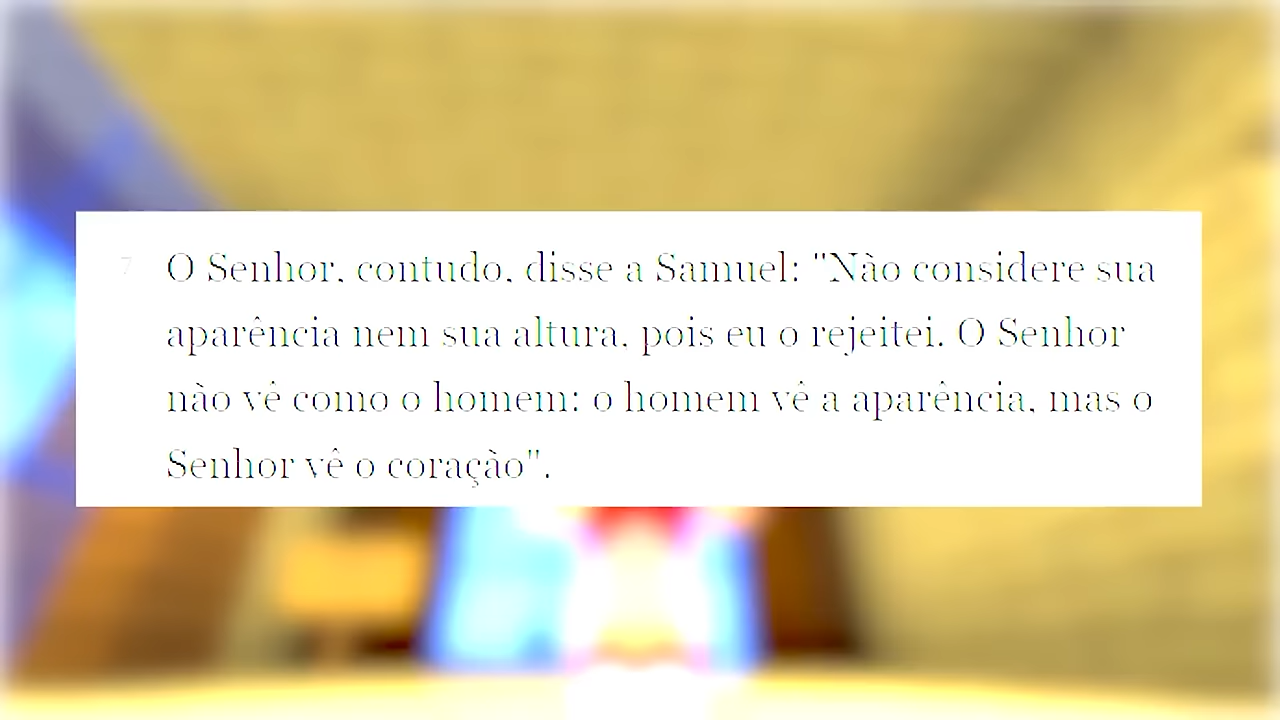 7 O Senhor, contudo, disse a Samuel: "Não considere sua
aparência nem sua altura, pois eu o rejeitei. O Senhor
não vê como o homem: o homem vê a aparência, mas o
Senhor vê o coração".